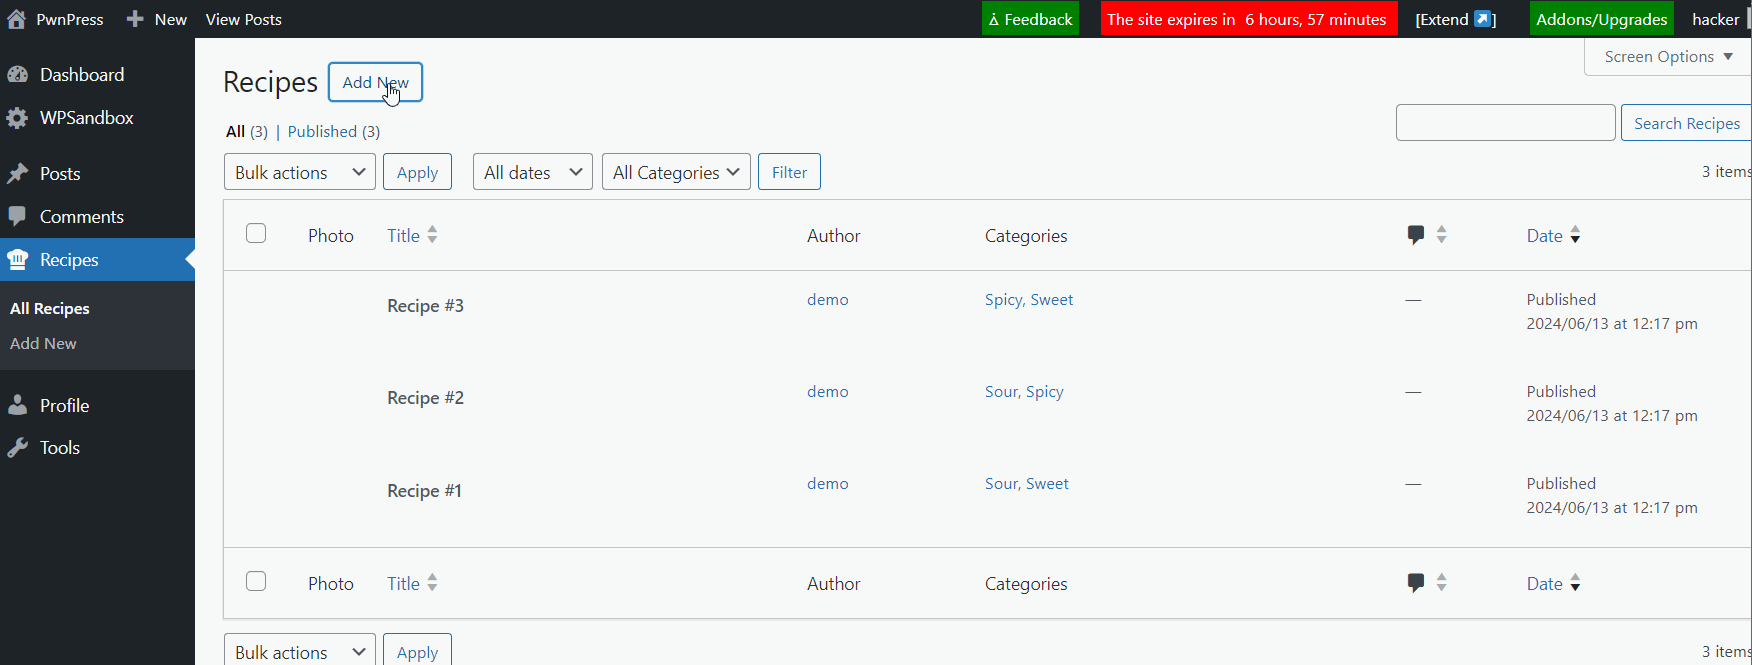 PwnPress New View Posts Feedback The site expires in 6 hours, 57 minutes [Extend ] Addons/Upgrades hacker
Screen Options
Dashboard
WPSandbox
Posts
Comments
Recipes
All Recipes
Add New
Profile
Tools
Recipes Add New
All (3) | Published (3)
Search Recipes
Bulk actions Apply All dates All Categories Filter
3 items
Photo Title Author Categories Date
Recipe #3 demo Spicy, Sweet — Published
2024/06/13 at 12:17 pm
Recipe #2 demo Sour, Spicy — Published
2024/06/13 at 12:17 pm
Recipe #1 demo Sour, Sweet — Published
2024/06/13 at 12:17 pm
Photo Title Author Categories Date
Bulk actions Apply
3 items